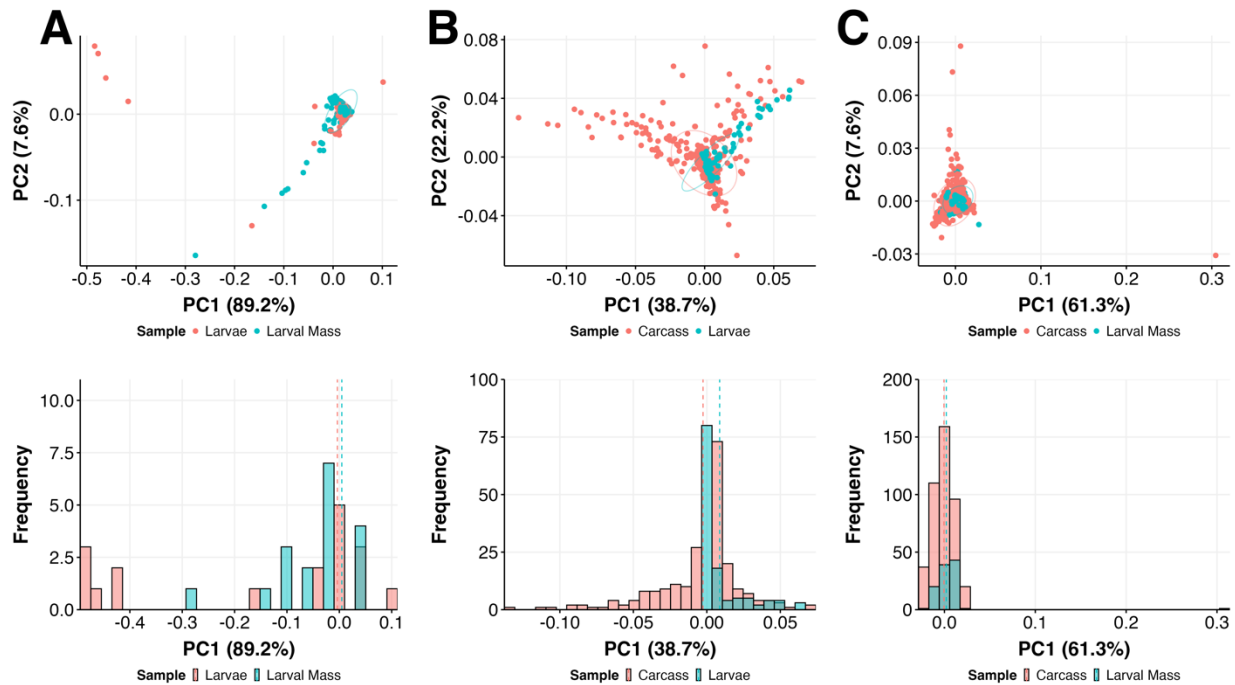 A
B
C
0.0
-0.1
PC2 (7.6%)
-0.5 -0.4 -0.3 -0.2 -0.1 0.0 0.1
PC1 (89.2%)
Sample Larvae Larval Mass
0.08
0.04
0.00
-0.04
PC2 (22.2%)
-0.10 -0.05 0.00 0.05
PC1 (38.7%)
Sample Carcass Larvae
0.09
0.06
0.03
0.00
-0.03
PC2 (7.6%)
0.0 0.1 0.2 0.3
PC1 (61.3%)
Sample Carcass Larval Mass
10.0
7.5
5.0
2.5
0.0
Frequency
-0.4 -0.3 -0.2 -0.1 0.0 0.1
PC1 (89.2%)
Sample Larvae Larval Mass
100
75
50
25
0
Frequency
-0.10 -0.05 0.00 0.05
PC1 (38.7%)
Sample Carcass Larvae
200
150
100
50
0
Frequency
0.0 0.1 0.2 0.3
PC1 (61.3%)
Sample Carcass Larval Mass